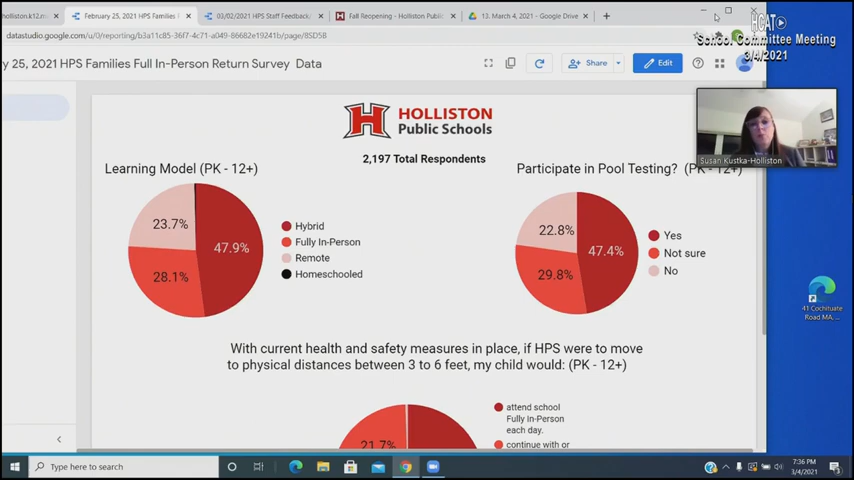 holliston.k12.m
February 25, 2021 HPS Families F
03/02/2021 HPS Staff Feedback
Fall Reopening - Holliston Public
13. March 4, 2021 - Google Drive
HCAT
School Committee Meeting
3/4/2021
datastudio.google.com/u/0/reporting/b3a11c85-36f7-4c71-a049-86682e19241b/page/8SD5B
y 25, 2021 HPS Families Full In-Person Return Survey Data
Share
Edit
HOLLISTON
Public Schools
2,197 Total Respondents
Susan Kustka-Holliston
Learning Model (PK - 12+)
Participate in Pool Testing? (PK - 12+)
23.7%
47.9%
28.1%
Hybrid
Fully In-Person
Remote
Homeschooled
22.8%
47.4%
29.8%
Yes
Not sure
No
41 Cochituate
Road MA, ...
With current health and safety measures in place, if HPS were to move
to physical distances between 3 to 6 feet, my child would: (PK - 12+)
21.7%
attend school
Fully In-Person
each day.
continue with or
Type here to search
7:36 PM
3/4/2021